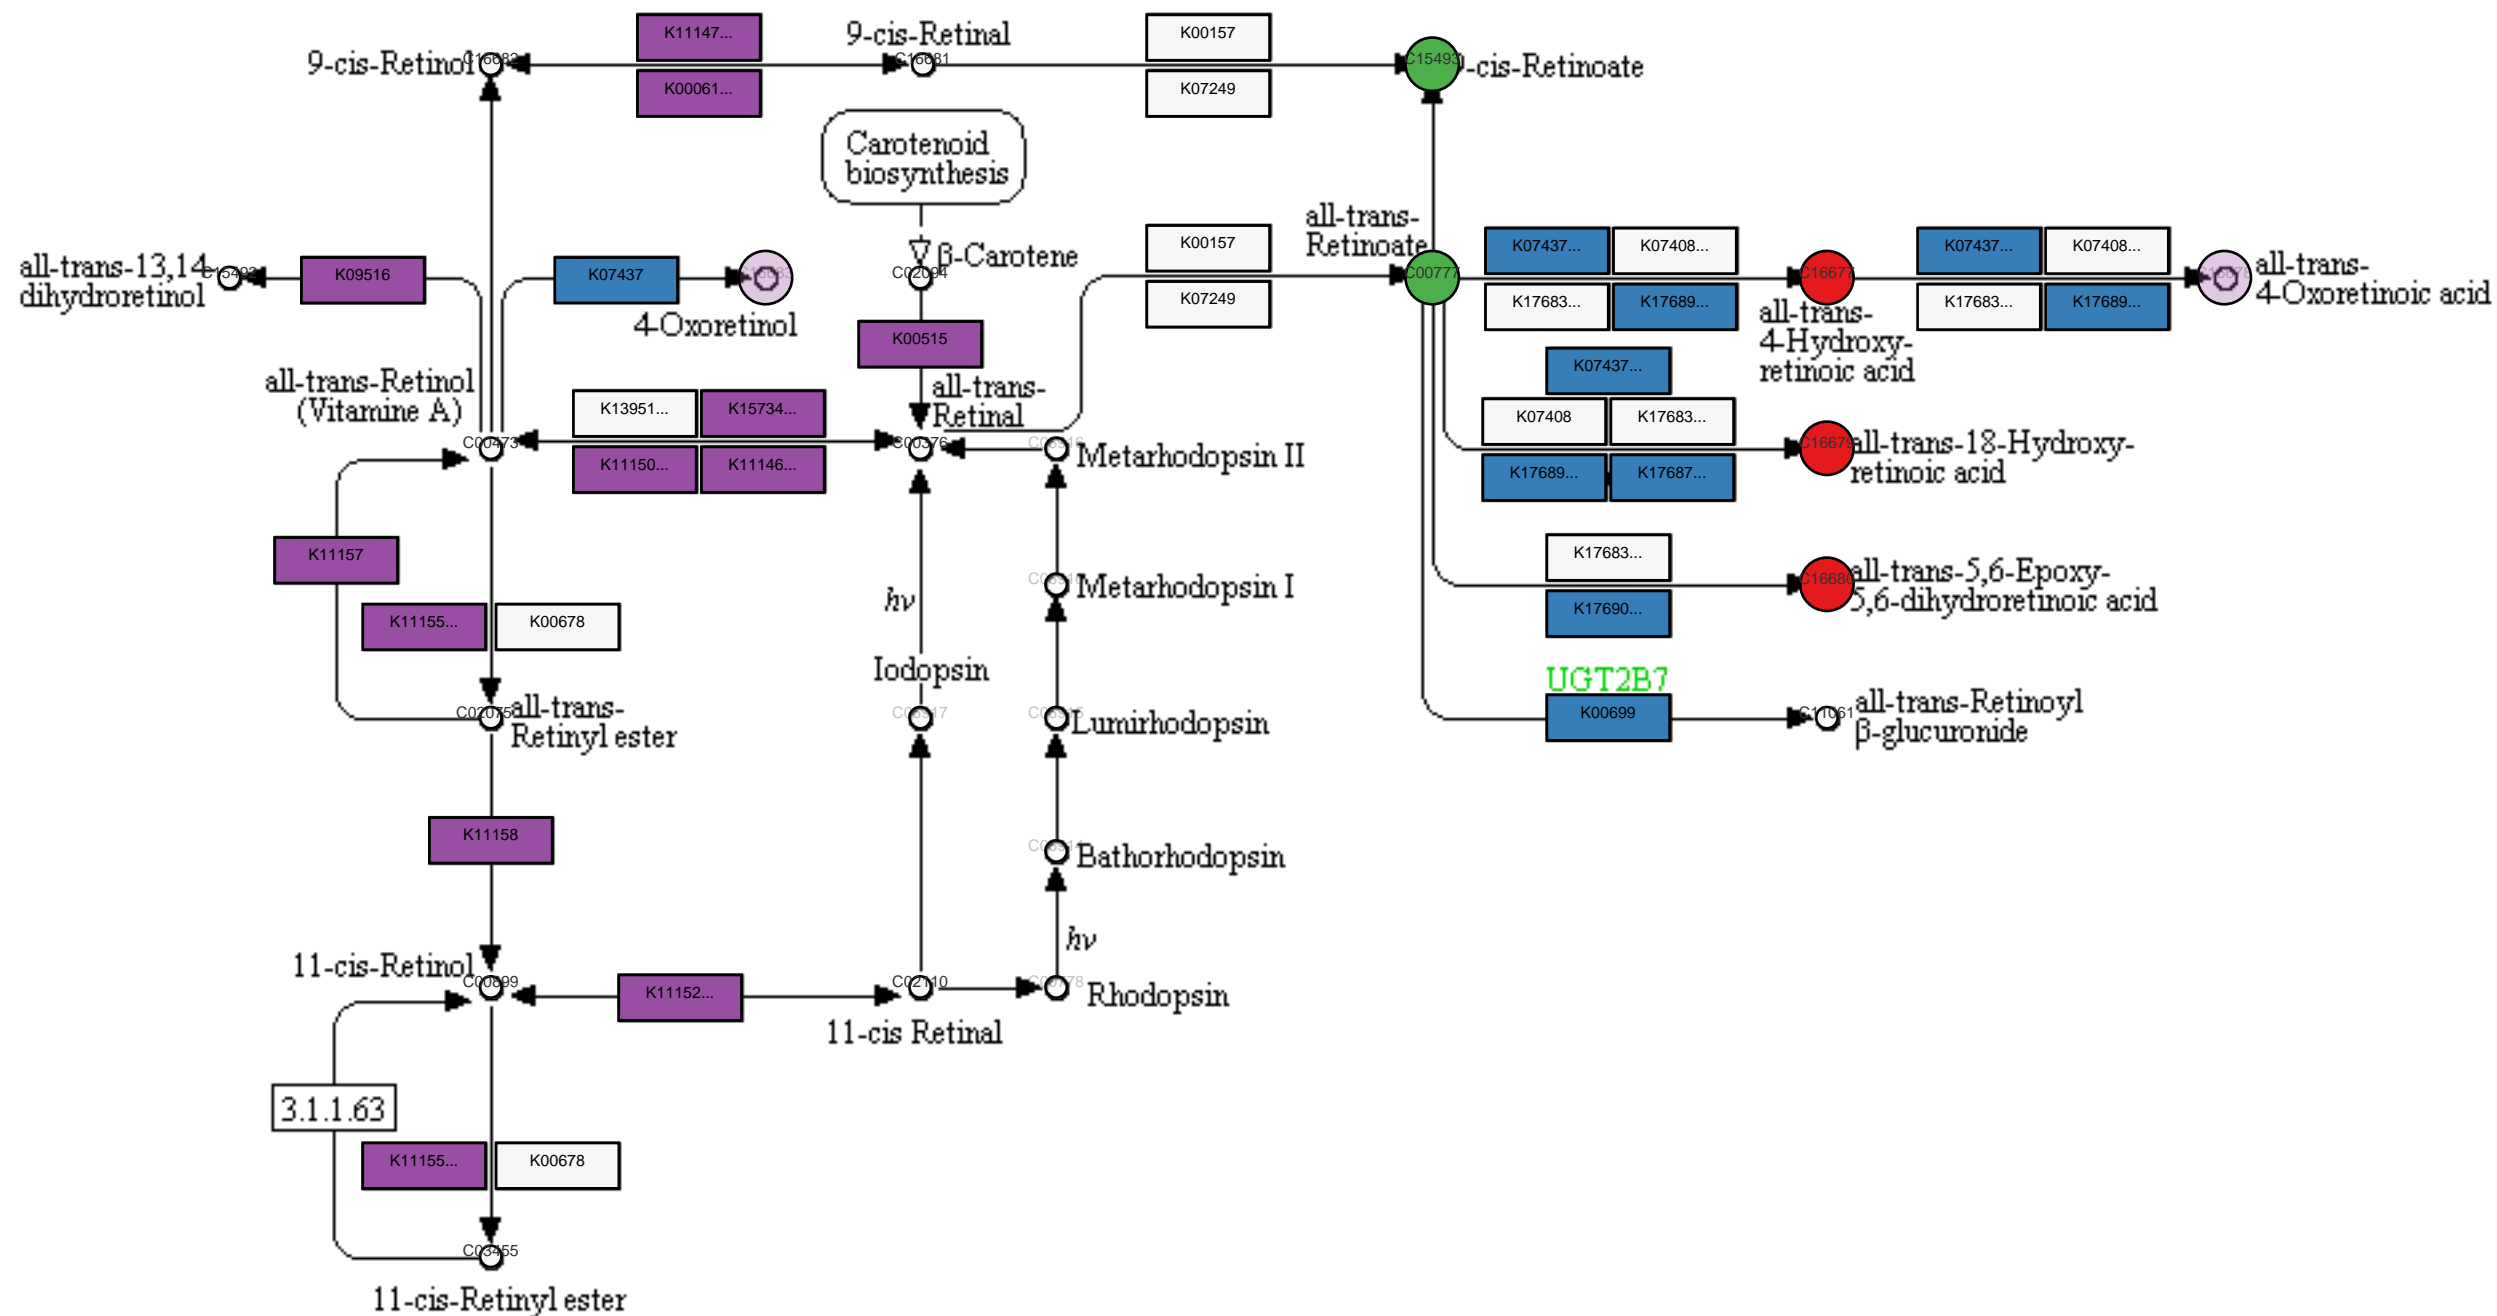 K11147...
9-cis-Retinal
K00157
9-cis-Retinol
C16681
C15493
-cis-Retinoate
K00061...
K07249
Carotenoid
biosynthesis
all-trans-
Retinoate
K00157
K07437...
K07408...
K07437...
K07408...
all-trans-13,14
dihydroretinol
K09516
K07437
β-Carotene
C02094
C00777
C16677
all-trans-
4-Oxoretinoic acid
4-Oxoretinol
K07249
K17683...
K17689...
K17683...
K17689...
all-trans-
4-Hydroxy-
retinoic acid
K00515
K07437...
all-trans-Retinol
(Vitamine A)
K13951...
K15734...
all-trans-
Retinal
K07408
K17683...
C00473
C00376
Metarhodopsin II
C16679
all-trans-18-Hydroxy-
retinoic acid
K11150...
K11146...
K17689...
K17687...
K11157
K17683...
hν
Metarhodopsin I
C16680
all-trans-5,6-Epoxy-
5,6-dihydroretinoic acid
K11155...
K00678
K17690...
Iodopsin
UGT2B7
C02075
all-trans-
Retinyl ester
Lumirhodopsin
K00699
C11061
all-trans-Retinoyl
β-glucuronide
K11158
Bathorhodopsin
hν
11-cis-Retinol
C00899
K11152...
C02110
Rhodopsin
11-cis Retinal
3.1.1.63
K11155...
K00678
C03455
11-cis-Retinyl ester